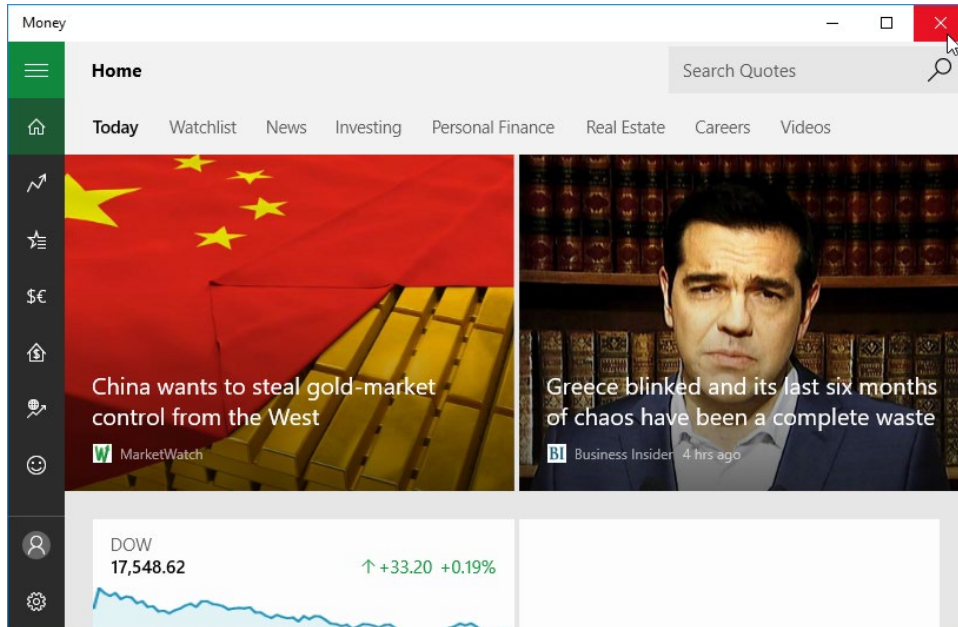 Money
Home
Search Quotes
Today Watchlist News Investing Personal Finance Real Estate Careers Videos
$€
China wants to steal gold-market
control from the West
W MarketWatch
Greece blinked and its last six months
of chaos have been a complete waste
BI Business Insider 4 hrs ago
DOW
17,548.62 ↑ +33.20 +0.19%